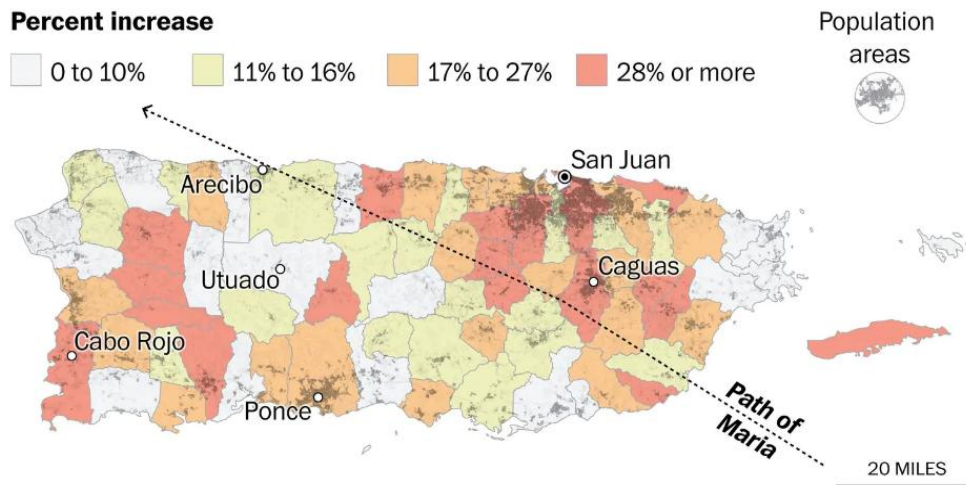 Percent increase
0 to 10%
11% to 16%
17% to 27%
28% or more
Population
areas
San Juan
Arecibo
Utuado
Caguas
Cabo Rojo
Ponce
Path of
Maria
20 MILES